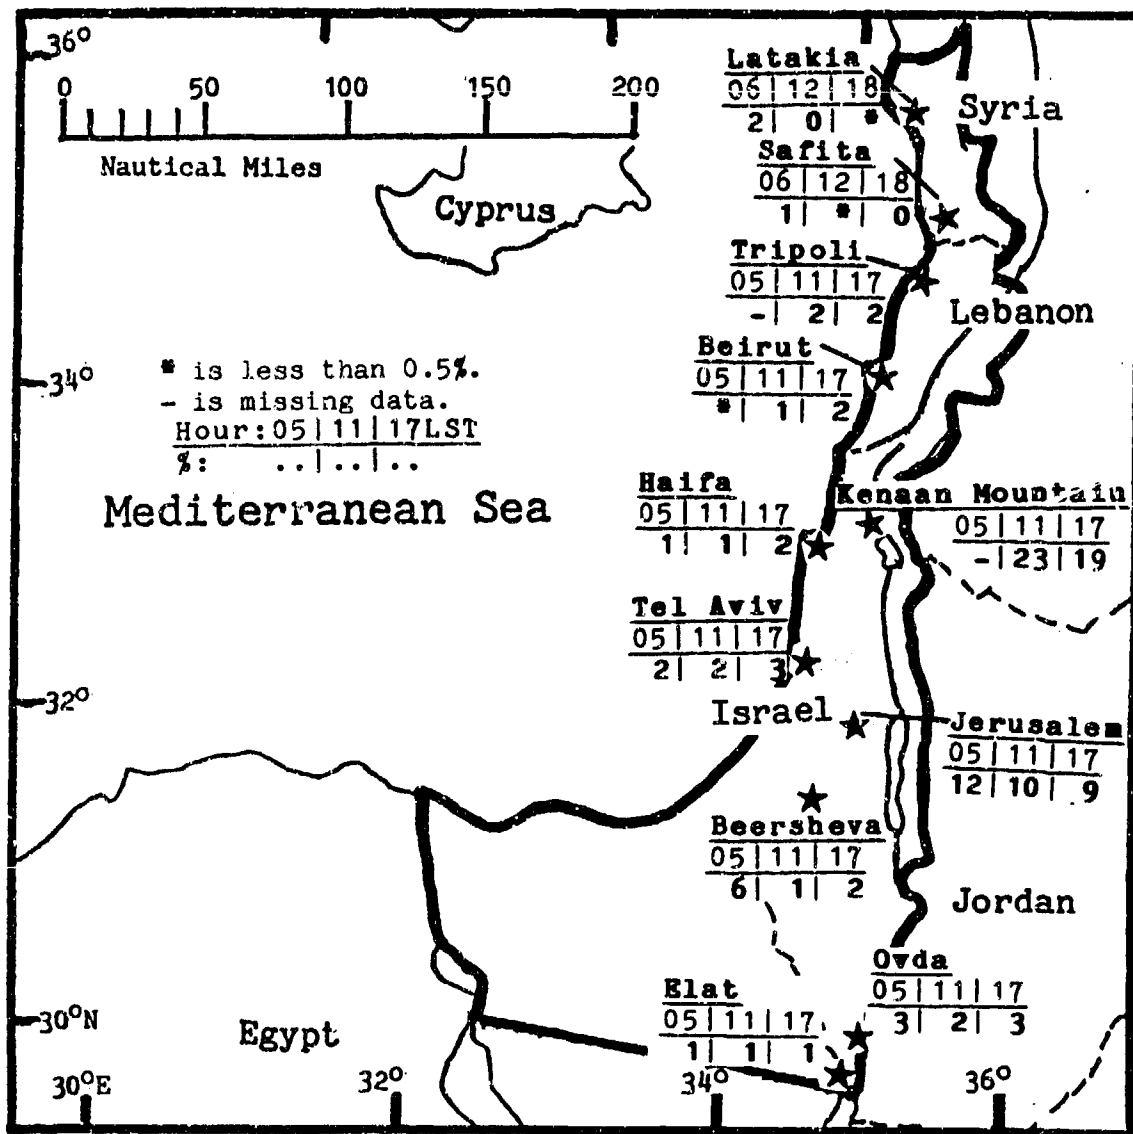 36°
0 50 100 150 200
Nautical Miles
Cyprus
Latakia
06|12|18
2| 0| *
Syria
Safita
06|12|18
1| *| 0
Tripoli
05|11|17
-| 2| 2
Lebanon
Beirut
05|11|17
*| 1| 2
34°
* is less than 0.5%.
- is missing data.
Hour:05|11|17LST
%: ..|..|..
Mediterranean Sea
Haifa
05|11|17
1| 1| 2
Kenaan Mountain
05|11|17
-|23|19
Tel Aviv
05|11|17
2| 2| 3
32°
Israel
Jerusalem
05|11|17
12|10| 9
Beersheva
05|11|17
6| 1| 2
Jordan
Ovda
05|11|17
3| 2| 3
Elat
05|11|17
1| 1| 1
30°N
Egypt
30°E 32° 34° 36°